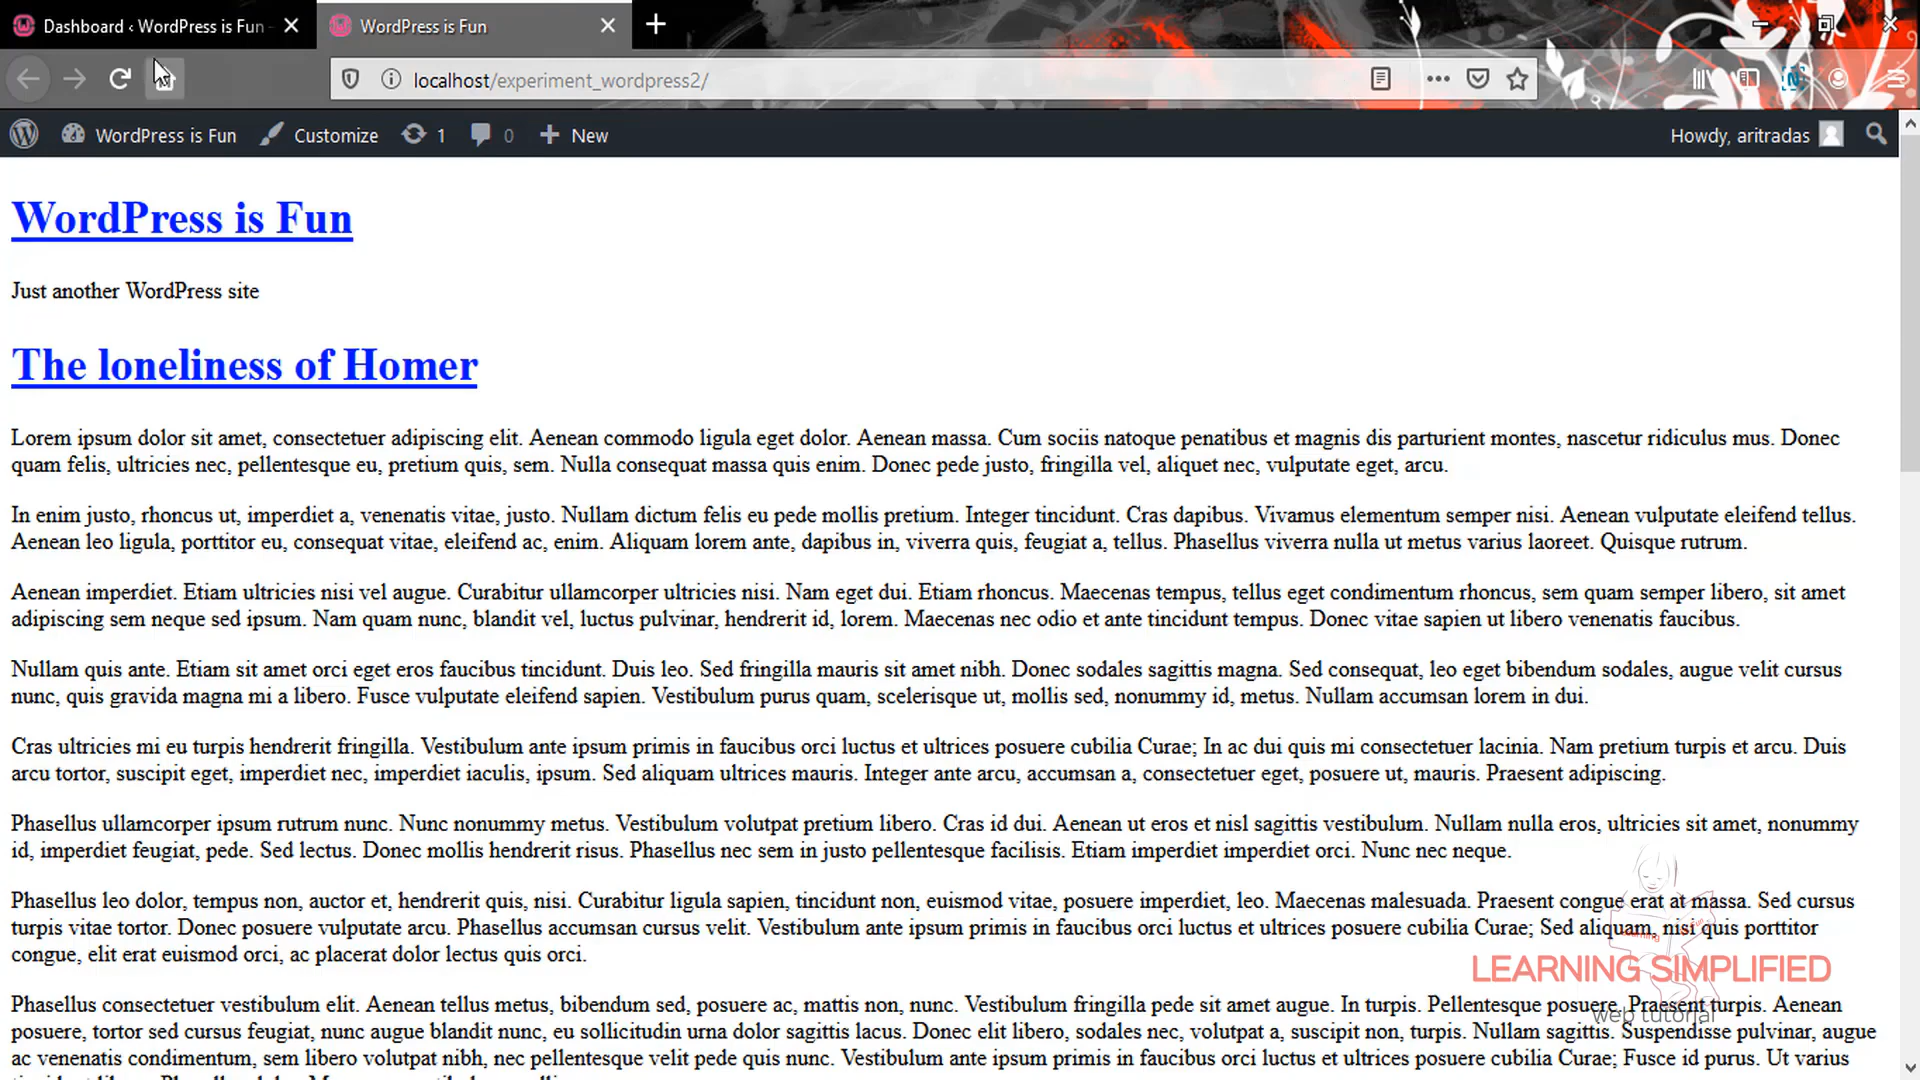 Dashboard ‹ WordPress is Fun
WordPress is Fun
localhost/experiment_wordpress2/
WordPress is Fun
Customize
1
0
New
Howdy, aritradas
WordPress is Fun
Just another WordPress site
The loneliness of Homer
Lorem ipsum dolor sit amet, consectetuer adipiscing elit. Aenean commodo ligula eget dolor. Aenean massa. Cum sociis natoque penatibus et magnis dis parturient montes, nascetur ridiculus mus. Donec
quam felis, ultricies nec, pellentesque eu, pretium quis, sem. Nulla consequat massa quis enim. Donec pede justo, fringilla vel, aliquet nec, vulputate eget, arcu.
In enim justo, rhoncus ut, imperdiet a, venenatis vitae, justo. Nullam dictum felis eu pede mollis pretium. Integer tincidunt. Cras dapibus. Vivamus elementum semper nisi. Aenean vulputate eleifend tellus.
Aenean leo ligula, porttitor eu, consequat vitae, eleifend ac, enim. Aliquam lorem ante, dapibus in, viverra quis, feugiat a, tellus. Phasellus viverra nulla ut metus varius laoreet. Quisque rutrum.
Aenean imperdiet. Etiam ultricies nisi vel augue. Curabitur ullamcorper ultricies nisi. Nam eget dui. Etiam rhoncus. Maecenas tempus, tellus eget condimentum rhoncus, sem quam semper libero, sit amet
adipiscing sem neque sed ipsum. Nam quam nunc, blandit vel, luctus pulvinar, hendrerit id, lorem. Maecenas nec odio et ante tincidunt tempus. Donec vitae sapien ut libero venenatis faucibus.
Nullam quis ante. Etiam sit amet orci eget eros faucibus tincidunt. Duis leo. Sed fringilla mauris sit amet nibh. Donec sodales sagittis magna. Sed consequat, leo eget bibendum sodales, augue velit cursus
nunc, quis gravida magna mi a libero. Fusce vulputate eleifend sapien. Vestibulum purus quam, scelerisque ut, mollis sed, nonummy id, metus. Nullam accumsan lorem in dui.
Cras ultricies mi eu turpis hendrerit fringilla. Vestibulum ante ipsum primis in faucibus orci luctus et ultrices posuere cubilia Curae; In ac dui quis mi consectetuer lacinia. Nam pretium turpis et arcu. Duis
arcu tortor, suscipit eget, imperdiet nec, imperdiet iaculis, ipsum. Sed aliquam ultrices mauris. Integer ante arcu, accumsan a, consectetuer eget, posuere ut, mauris. Praesent adipiscing.
Phasellus ullamcorper ipsum rutrum nunc. Nunc nonummy metus. Vestibulum volutpat pretium libero. Cras id dui. Aenean ut eros et nisl sagittis vestibulum. Nullam nulla eros, ultricies sit amet, nonummy
id, imperdiet feugiat, pede. Sed lectus. Donec mollis hendrerit risus. Phasellus nec sem in justo pellentesque facilisis. Etiam imperdiet imperdiet orci. Nunc nec neque.
Phasellus leo dolor, tempus non, auctor et, hendrerit quis, nisi. Curabitur ligula sapien, tincidunt non, euismod vitae, posuere imperdiet, leo. Maecenas malesuada. Praesent congue erat at massa. Sed cursus
turpis vitae tortor. Donec posuere vulputate arcu. Phasellus accumsan cursus velit. Vestibulum ante ipsum primis in faucibus orci luctus et ultrices posuere cubilia Curae; Sed aliquam, nisi quis porttitor
congue, elit erat euismod orci, ac placerat dolor lectus quis orci.
LEARNING SIMPLIFIED
web tutorial
Phasellus consectetuer vestibulum elit. Aenean tellus metus, bibendum sed, posuere ac, mattis non, nunc. Vestibulum fringilla pede sit amet augue. In turpis. Pellentesque posuere. Praesent turpis. Aenean
posuere, tortor sed cursus feugiat, nunc augue blandit nunc, eu sollicitudin urna dolor sagittis lacus. Donec elit libero, sodales nec, volutpat a, suscipit non, turpis. Nullam sagittis. Suspendisse pulvinar, augue
ac venenatis condimentum, sem libero volutpat nibh, nec pellentesque velit pede quis nunc. Vestibulum ante ipsum primis in faucibus orci luctus et ultrices posuere cubilia Curae; Fusce id purus. Ut varius